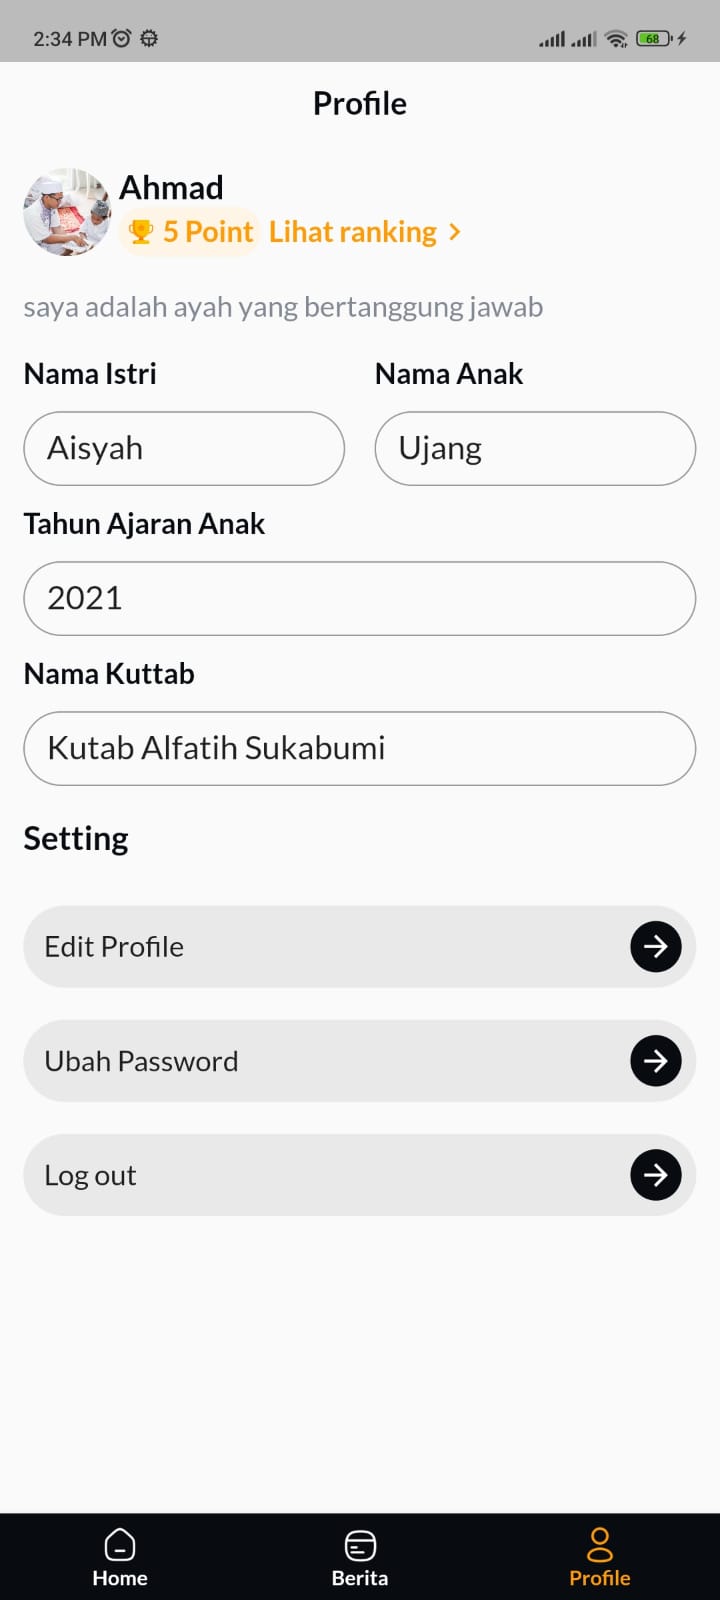 2:34 PM
68
Profile
Ahmad
5 Point Lihat ranking
saya adalah ayah yang bertanggung jawab
Nama Istri Nama Anak
Aisyah Ujang
Tahun Ajaran Anak
2021
Nama Kuttab
Kutab Alfatih Sukabumi
Setting
Edit Profile
Ubah Password
Log out
Home Berita Profile